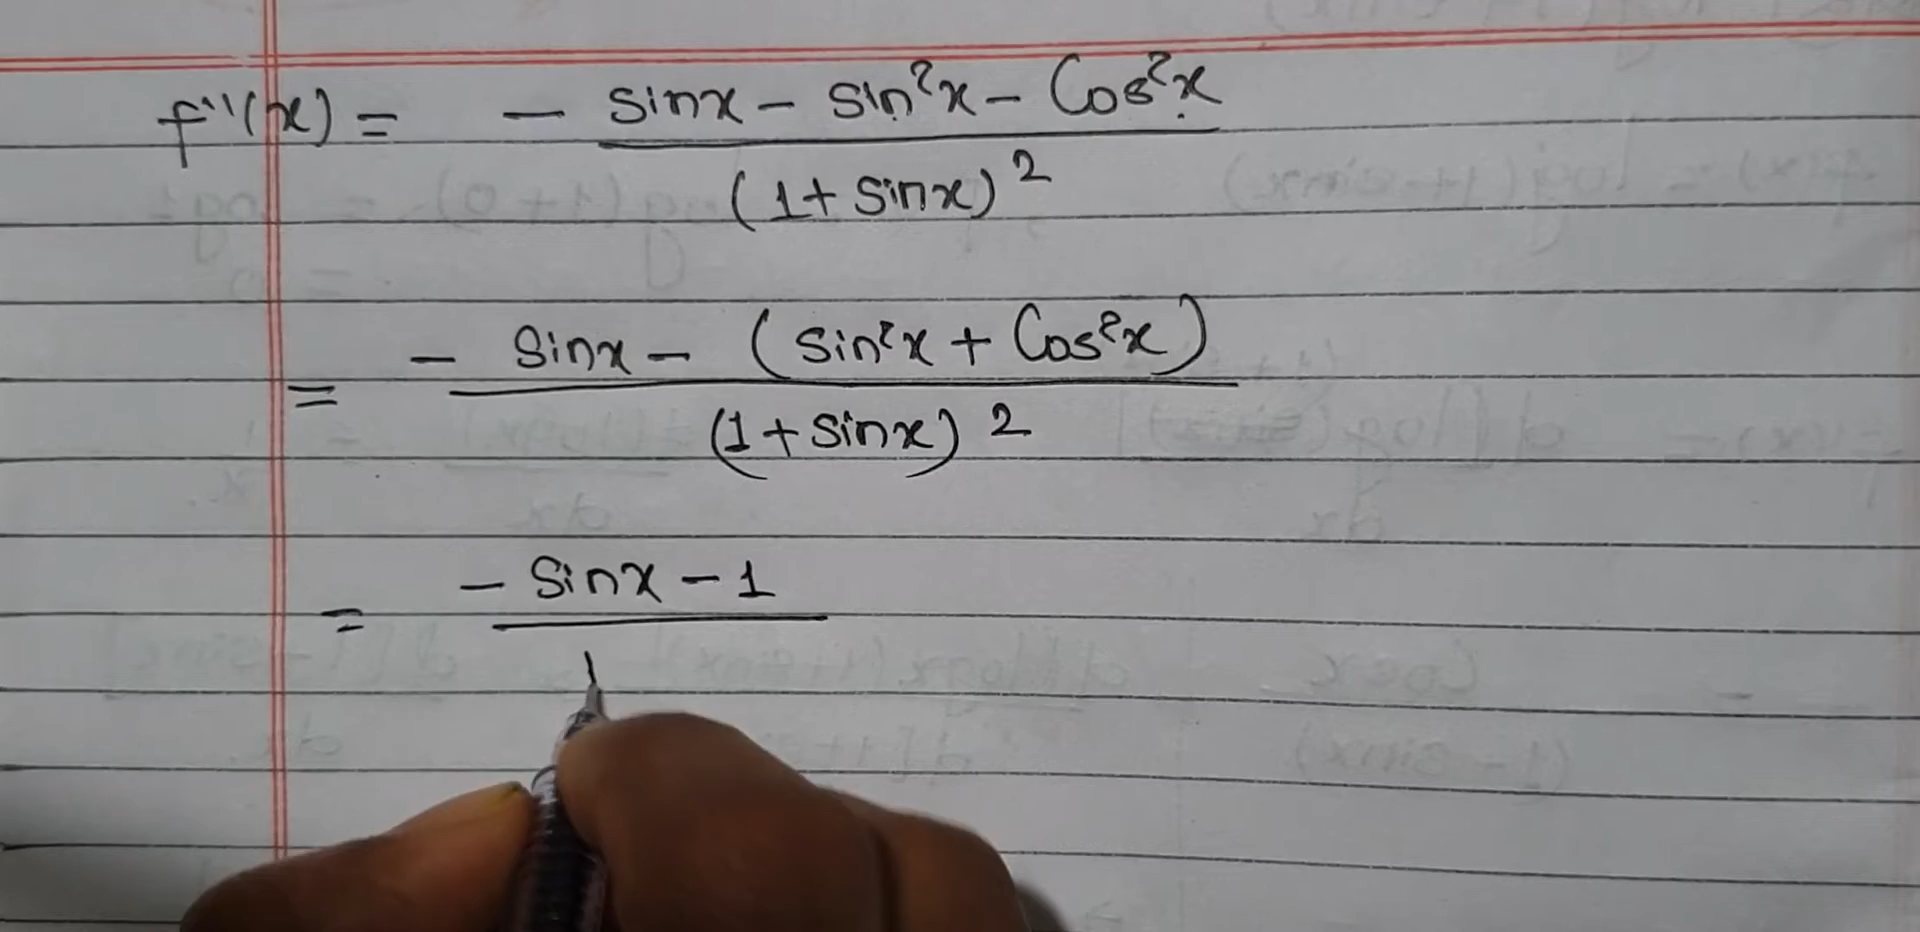 f''(x) = - sinx - sin²x - Cos²x
(1 + sinx)²
- sinx - (sin²x + Cos²x)
=
(1 + sinx)²
- sinx - 1
=